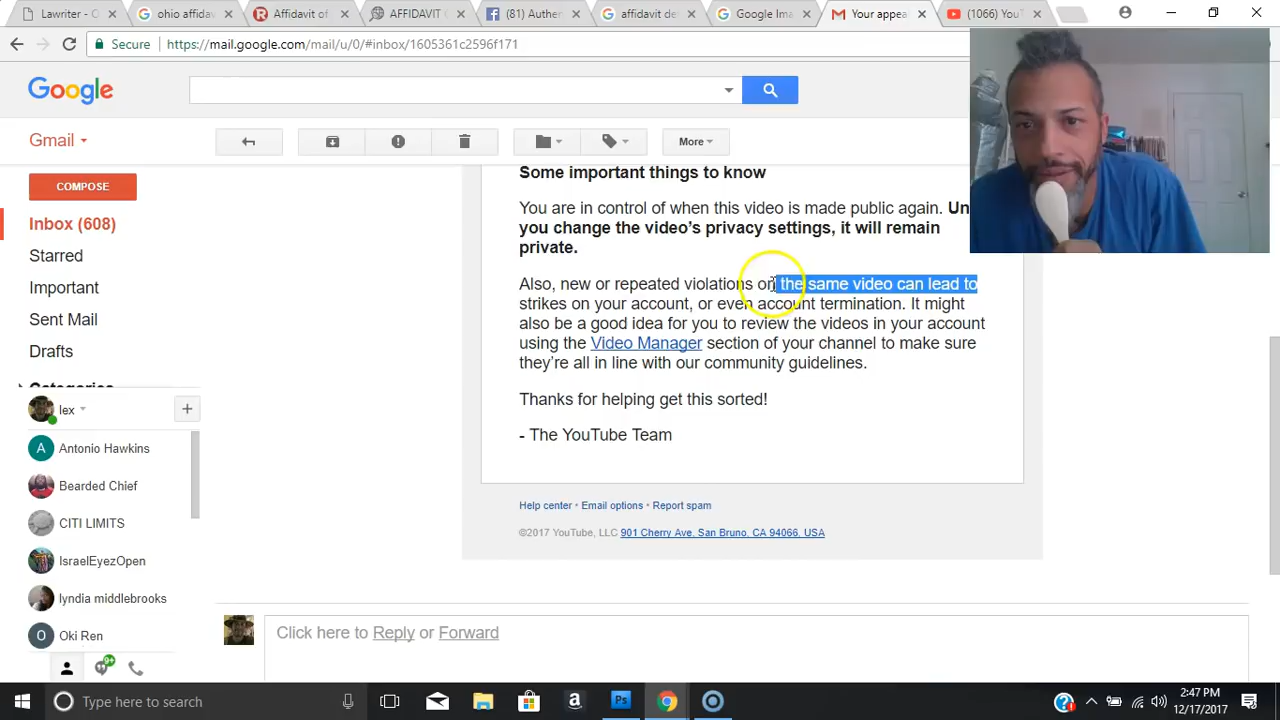 Lawriter - O
ohio affidav
Affidavit of
AFFIDAVIT O
(81) Auther
affidavit def
Google Ima
Your appea
(1066) YouT
Secure
https://mail.google.com/mail/u/0/#inbox/1605361c2596f171
Google
Gmail
More
COMPOSE
Inbox (608)
Starred
Important
Sent Mail
Drafts
Categories
lex
Antonio Hawkins
Bearded Chief
CITI LIMITS
IsraelEyezOpen
lyndia middlebrooks
Oki Ren
9+
Some important things to know
You are in control of when this video is made public again. Un
you change the video's privacy settings, it will remain
private.
Also, new or repeated violations on the same video can lead to
strikes on your account, or even account termination. It might
also be a good idea for you to review the videos in your account
using the Video Manager section of your channel to make sure
they're all in line with our community guidelines.
Thanks for helping get this sorted!
- The YouTube Team
Help center • Email options • Report spam
©2017 YouTube, LLC 901 Cherry Ave, San Bruno, CA 94066, USA
Click here to Reply or Forward
Type here to search
2:47 PM
12/17/2017